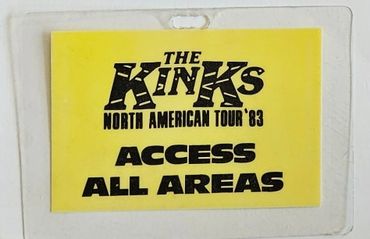 THE
KINKS
NORTH AMERICAN TOUR '83
ACCESS
ALL AREAS